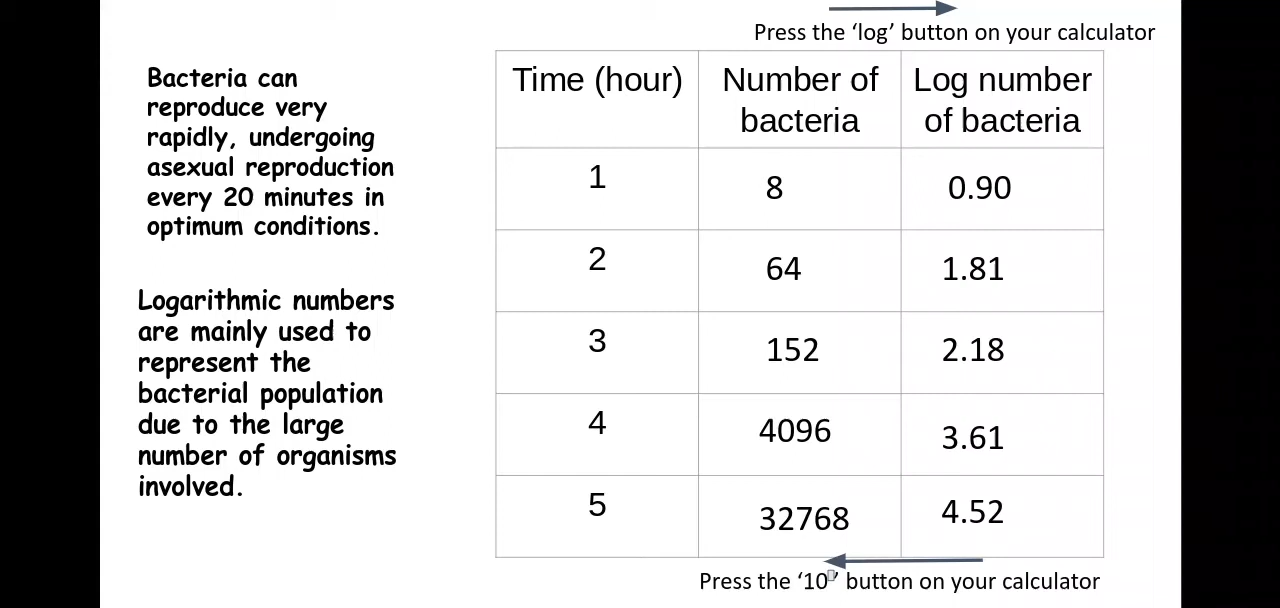 Press the ‘log’ button on your calculator
Bacteria can
reproduce very
rapidly, undergoing
asexual reproduction
every 20 minutes in
optimum conditions.
Logarithmic numbers
are mainly used to
represent the
bacterial population
due to the large
number of organisms
involved.
Time (hour) Number of bacteria Log number of bacteria
1 8 0.90
2 64 1.81
3 152 2.18
4 4096 3.61
5 32768 4.52
Press the ‘10▯’ button on your calculator